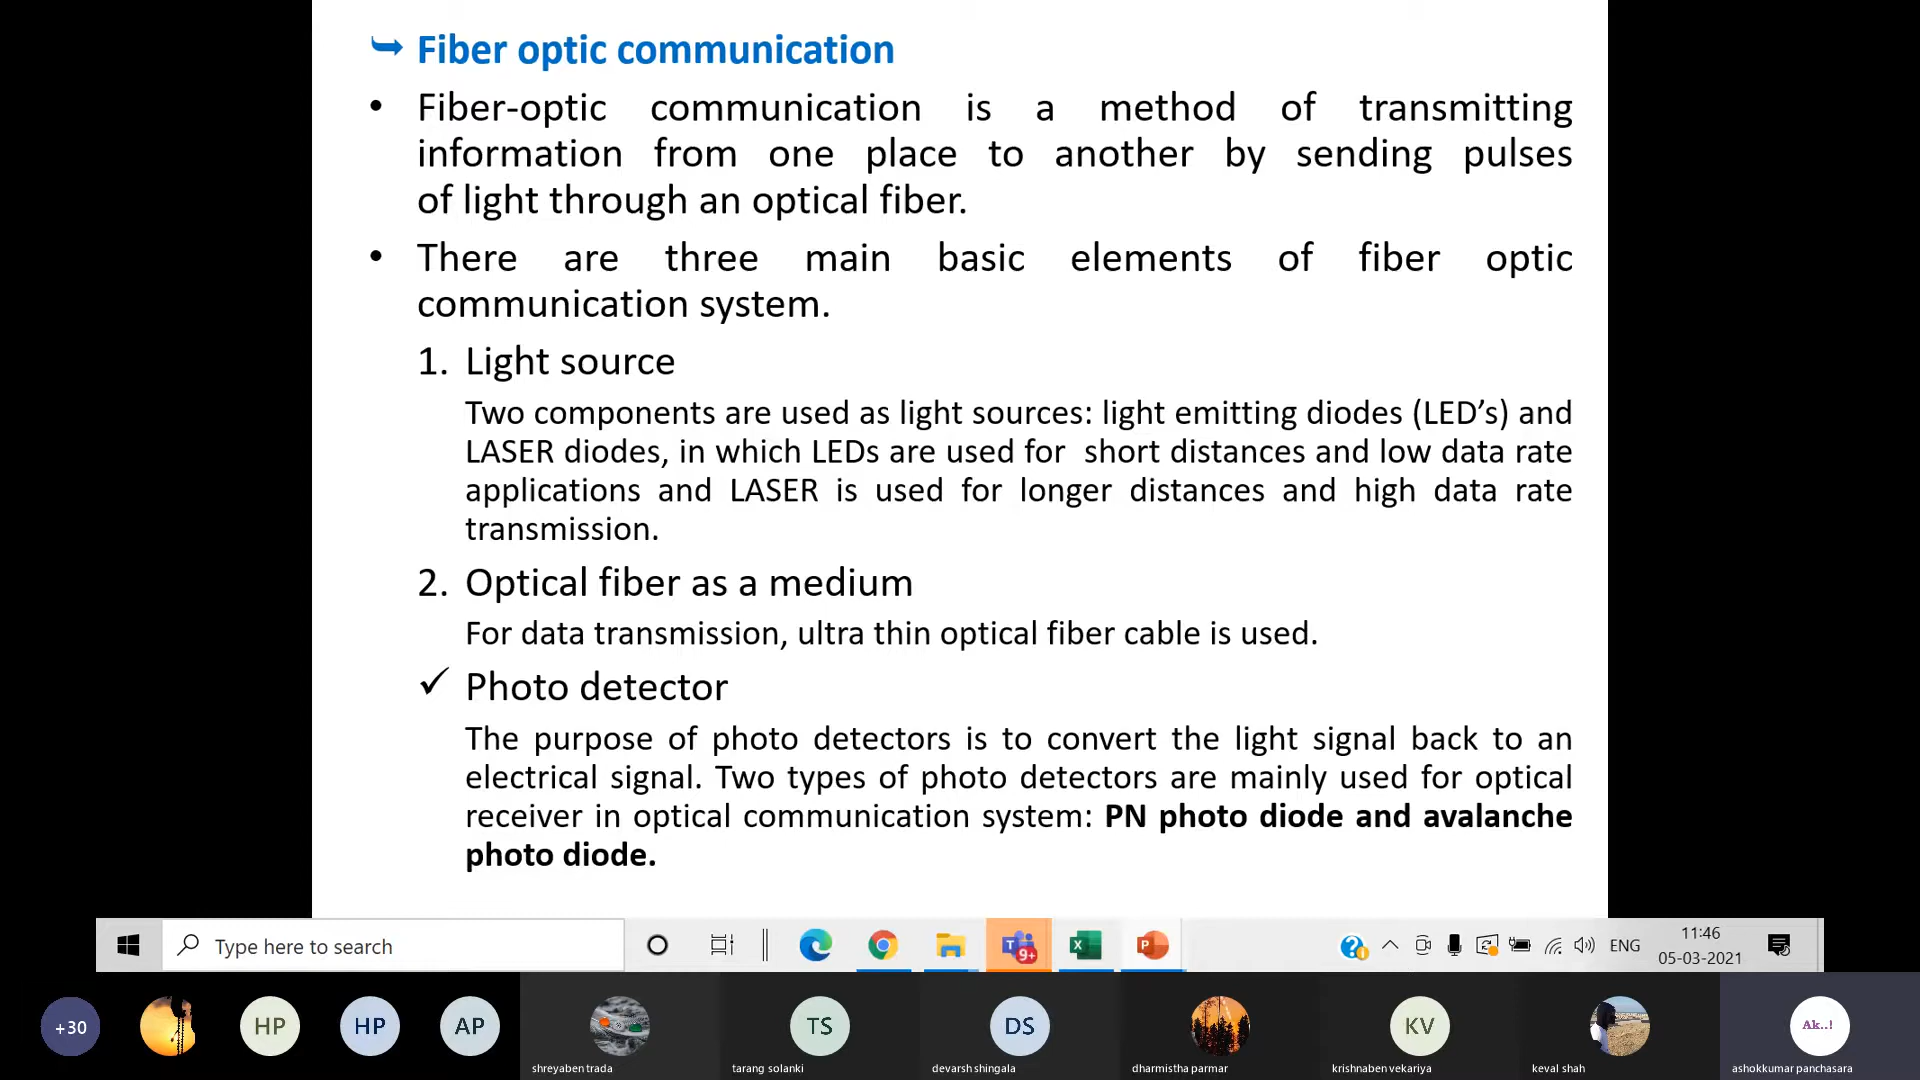 Fiber optic communication
• Fiber-optic communication is a method of transmitting
information from one place to another by sending pulses
of light through an optical fiber.
• There are three main basic elements of fiber optic
communication system.
1. Light source
Two components are used as light sources: light emitting diodes (LED’s) and
LASER diodes, in which LEDs are used for short distances and low data rate
applications and LASER is used for longer distances and high data rate
transmission.
2. Optical fiber as a medium
For data transmission, ultra thin optical fiber cable is used.
✓ Photo detector
The purpose of photo detectors is to convert the light signal back to an
electrical signal. Two types of photo detectors are mainly used for optical
receiver in optical communication system: PN photo diode and avalanche
photo diode.
Type here to search
T 9+
X
P
ENG
11:46
05-03-2021
+30
HP
HP
AP
TS
DS
KV
Ak..!
shreyaben trada
tarang solanki
devarsh shingala
dharmistha parmar
krishnaben vekariya
keval shah
ashokkumar panchasara